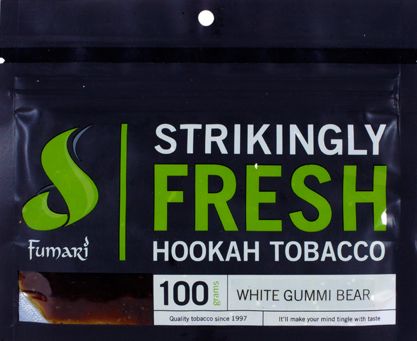 STRIKINGLY
FRESH
HOOKAH TOBACCO
Fumari
100 grams
WHITE GUMMI BEAR
Quality tobacco since 1997
It'll make your mind tingle with taste